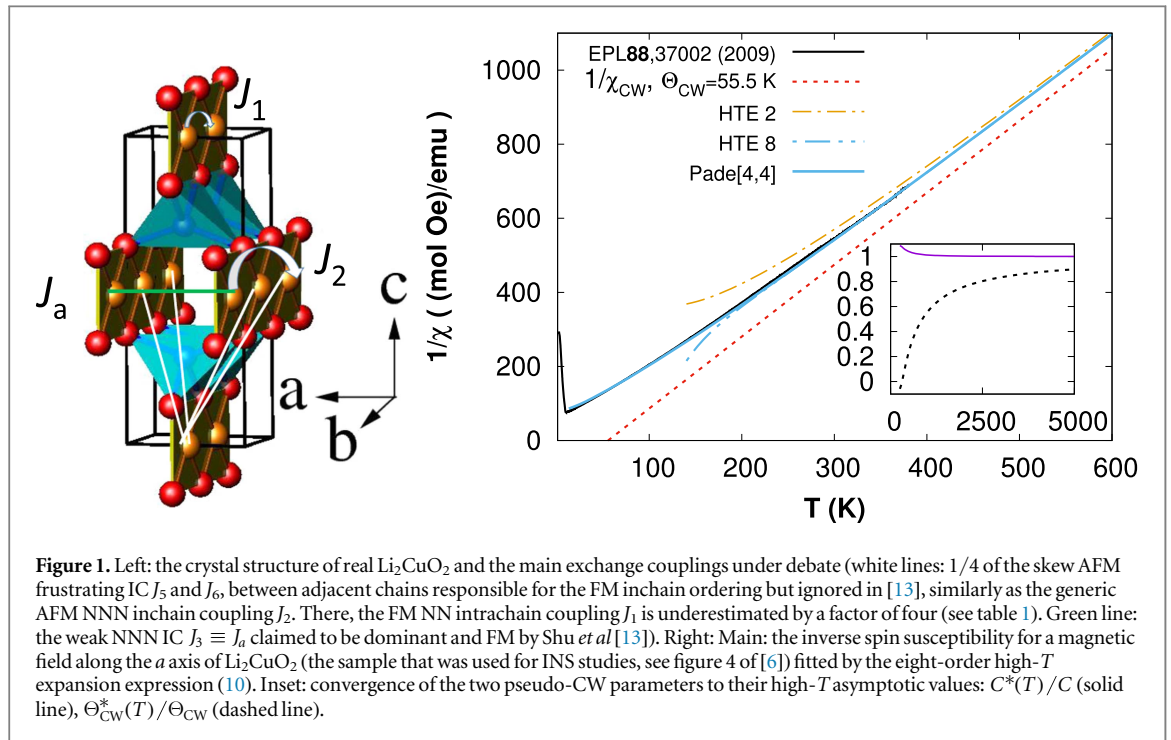 J1
J2
Ja
c
a
b
1/χ ( (mol Oe)/emu )
1000
800
600
400
200
0
EPL88,37002 (2009)
1/χCW, ΘCW=55.5 K
HTE 2
HTE 8
Pade[4,4]
1
0.8
0.6
0.4
0.2
0
0 2500 5000
100 200 300 400 500 600
T (K)
Figure 1. Left: the crystal structure of real Li₂CuO₂ and the main exchange couplings under debate (white lines: 1/4 of the skew AFM
frustrating IC J₅ and J₆, between adjacent chains responsible for the FM inchain ordering but ignored in [13], similarly as the generic
AFM NNN inchain coupling J₂. There, the FM NN intrachain coupling J₁ is underestimated by a factor of four (see table 1). Green line:
the weak NNN IC J₃ ≡ Jₐ claimed to be dominant and FM by Shu et al [13]). Right: Main: the inverse spin susceptibility for a magnetic
field along the a axis of Li₂CuO₂ (the sample that was used for INS studies, see figure 4 of [6]) fitted by the eight-order high-T
expansion expression (10). Inset: convergence of the two pseudo-CW parameters to their high-T asymptotic values: C*(T)/C (solid
line), Θ*CW(T)/ΘCW (dashed line).